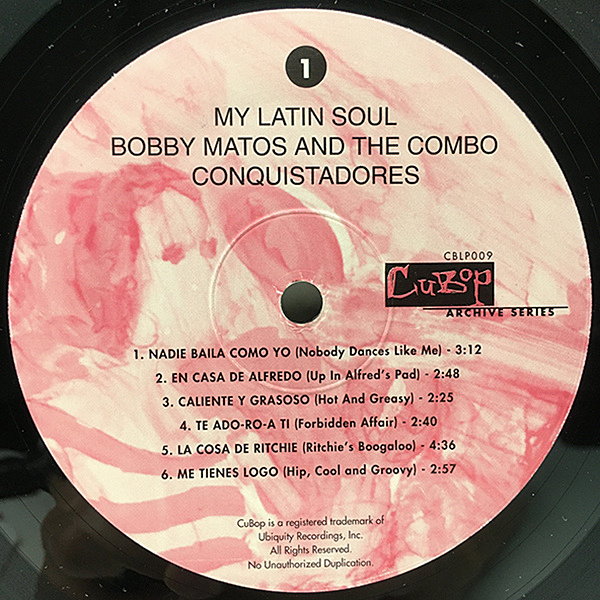 1
MY LATIN SOUL
BOBBY MATOS AND THE COMBO
CONQUISTADORES
CBLP009
CuBop
ARCHIVE SERIES
1. NADIE BAILA COMO YO (Nobody Dances Like Me) - 3:12
2. EN CASA DE ALFREDO (Up In Alfred's Pad) - 2:48
3. CALIENTE Y GRASOSO (Hot And Greasy) - 2:25
4. TE ADO-RO-A TI (Forbidden Affair) - 2:40
5. LA COSA DE RITCHIE (Ritchie's Boogaloo) - 4:36
6. ME TIENES LOGO (Hip, Cool and Groovy) - 2:57
CuBop is a registered trademark of
Ubiquity Recordings, Inc.
All Rights Reserved.
No Unauthorized Duplication.